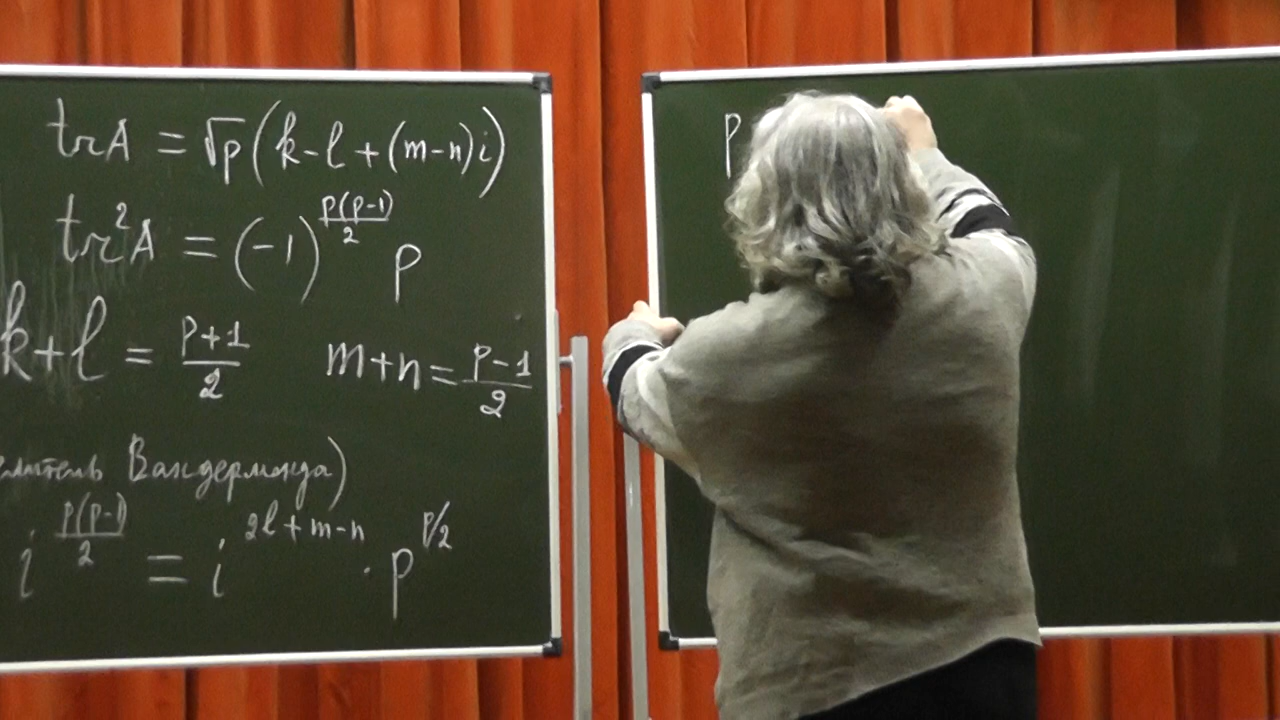 trA = √p(k-l+(m-n)i)
tr²A = (-1)^{p(p-1)/2} p
k+l = p+1/2 m+n = p-1/2
Вандермонда)
i^{p(p-1)/2} = i^{2l+m-n} · p^{p/2}
p